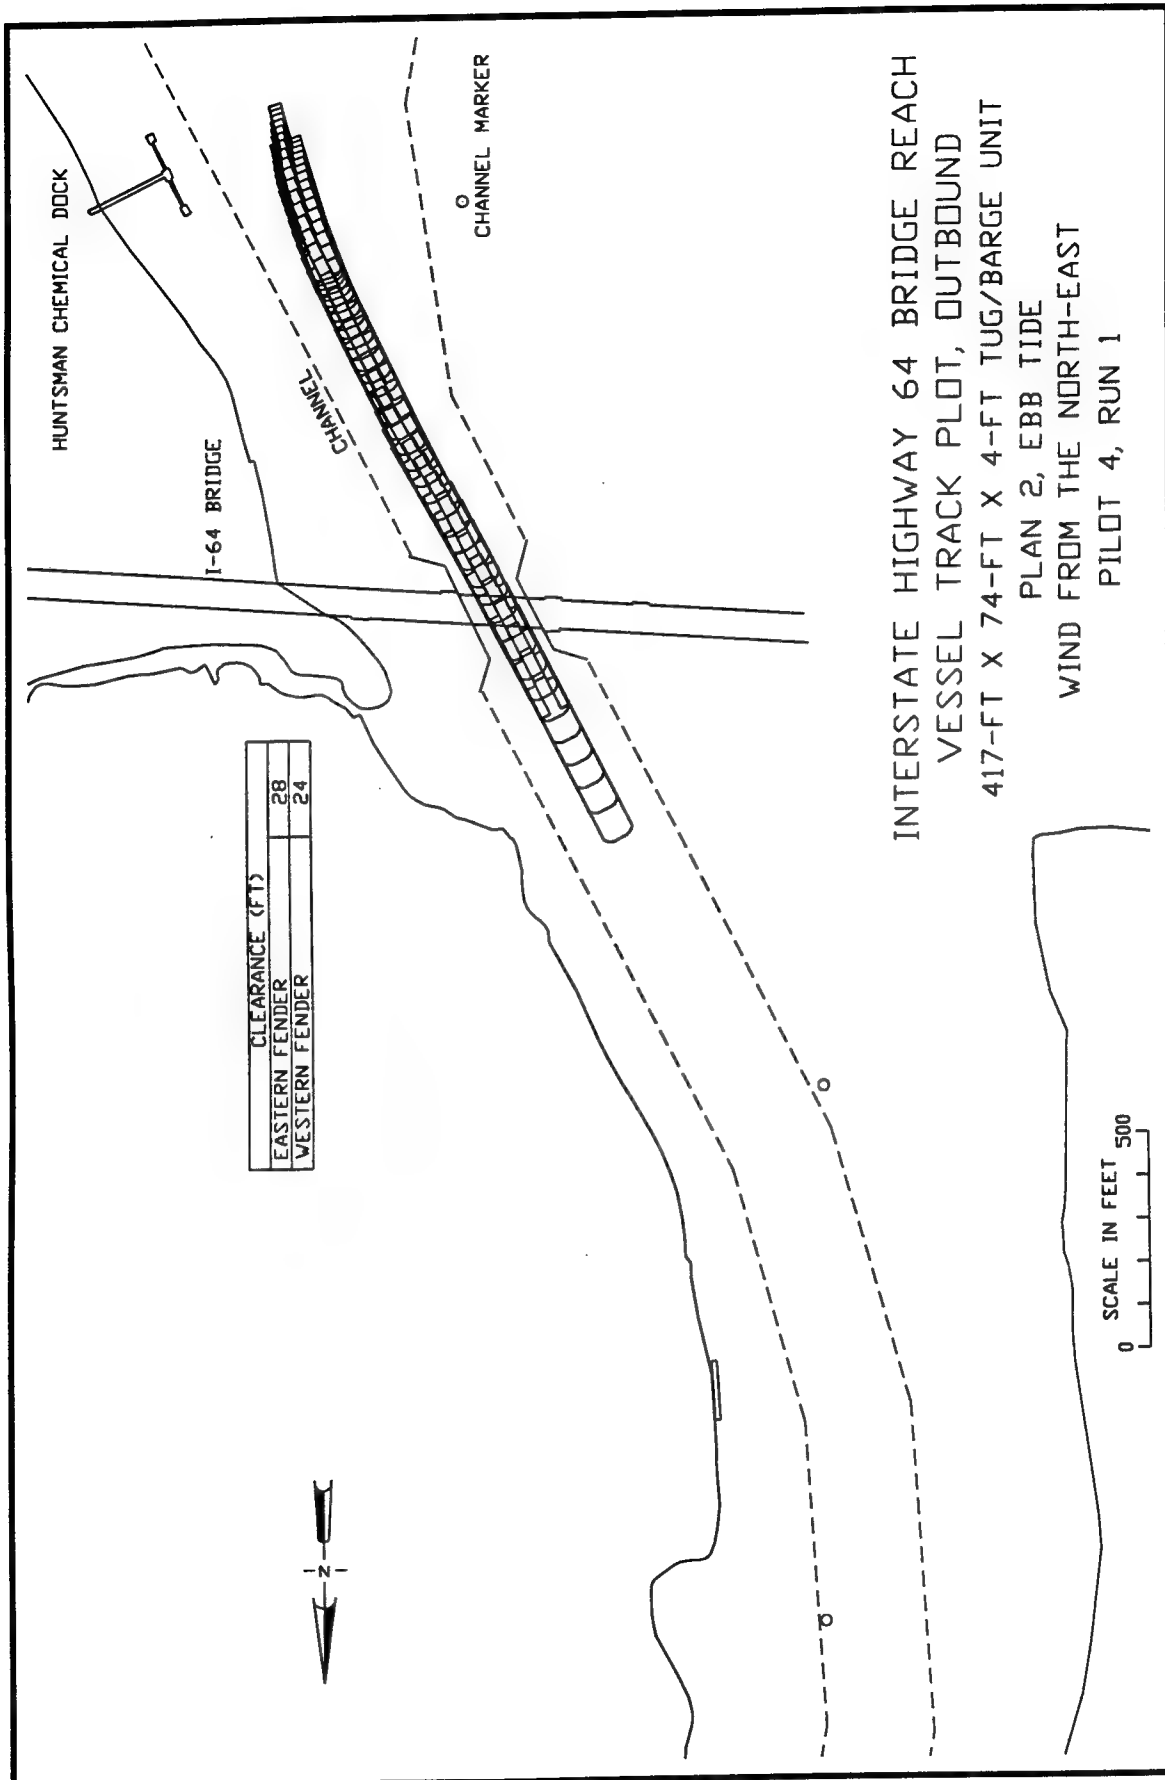 HUNTSMAN CHEMICAL DOCK
CHANNEL MARKER
CHANNEL
I-64 BRIDGE
CLEARANCE (FT)
EASTERN FENDER 28
WESTERN FENDER 24
N
INTERSTATE HIGHWAY 64 BRIDGE REACH
VESSEL TRACK PLOT, OUTBOUND
417-FT X 74-FT X 4-FT TUG/BARGE UNIT
PLAN 2, EBB TIDE
WIND FROM THE NORTH-EAST
PILOT 4, RUN 1
SCALE IN FEET
0 500